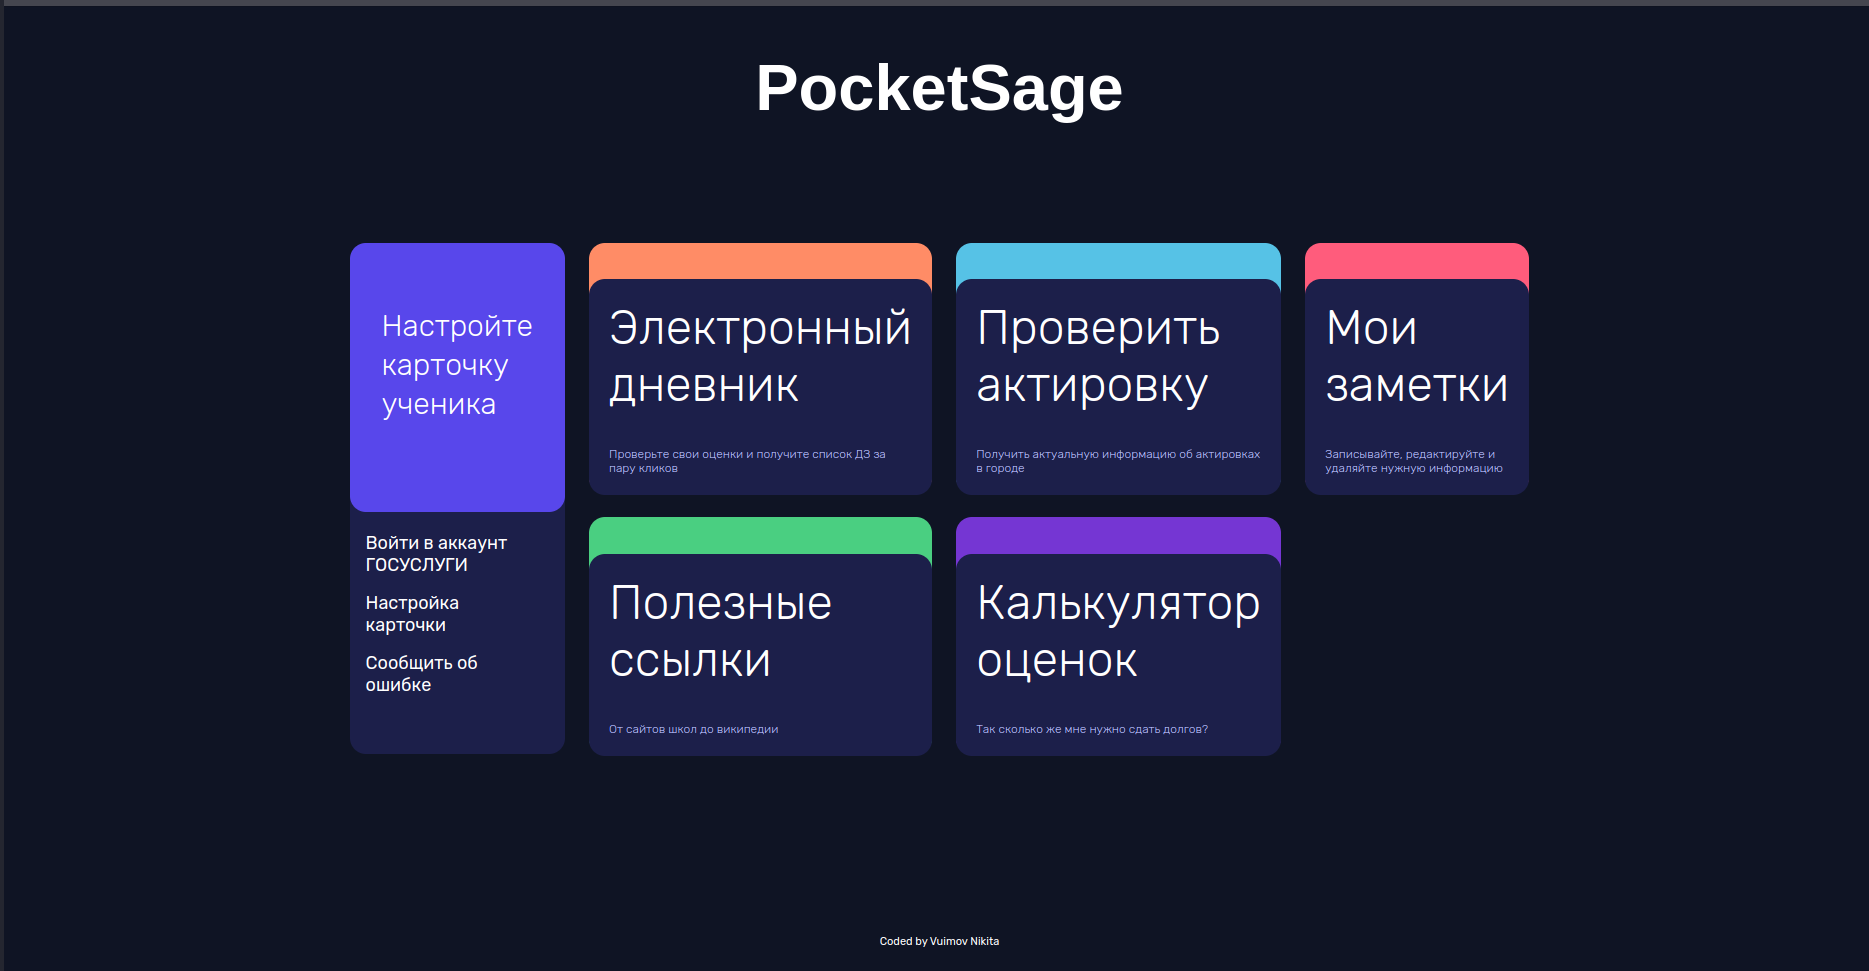 PocketSage
Настройте
карточку
ученика
Войти в аккаунт
ГОСУСЛУГИ
Настройка
карточки
Сообщить об
ошибке
Электронный
дневник
Проверьте свои оценки и получите список ДЗ за
пару кликов
Проверить
актировку
Получить актуальную информацию об актировках
в городе
Мои
заметки
Записывайте, редактируйте и
удаляйте нужную информацию
Полезные
ссылки
От сайтов школ до википедии
Калькулятор
оценок
Так сколько же мне нужно сдать долгов?
Coded by Vuimov Nikita